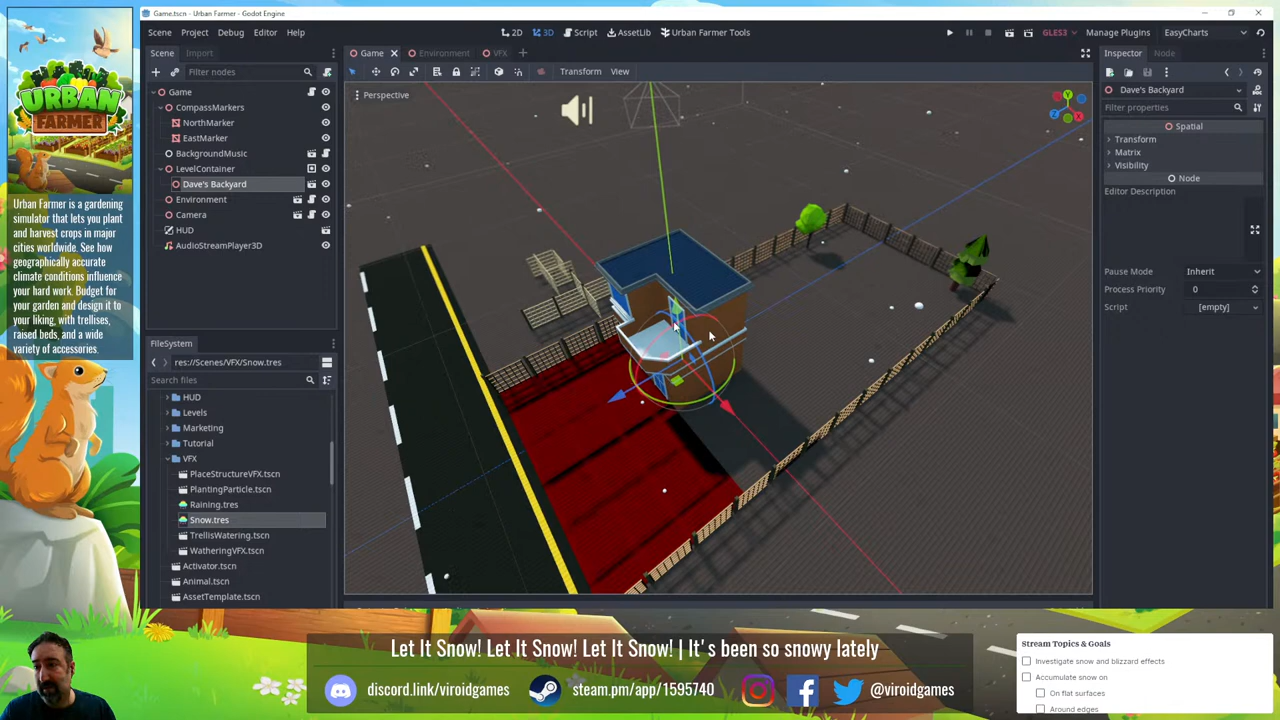 Game.tscn - Urban Farmer - Godot Engine
Scene Project Debug Editor Help
2D 3D Script AssetLib Urban Farmer Tools
GLES3 Manage Plugins EasyCharts
URBAN
FARMER
Urban Farmer is a gardening
simulator that lets you plant
and harvest crops in major
cities worldwide. See how
geographically accurate
climate conditions influence
your hard work. Budget for
your garden and design it to
your liking, with trellises,
raised beds, and a wide
variety of accessories.
Scene Import
Filter nodes
Game
CompassMarkers
NorthMarker
EastMarker
BackgroundMusic
LevelContainer
Dave's Backyard
Environment
Camera
HUD
AudioStreamPlayer3D
FileSystem
res://Scenes/VFX/Snow.tres
Search files
HUD
Levels
Marketing
Tutorial
VFX
PlaceStructureVFX.tscn
PlantingParticle.tscn
Raining.tres
Snow.tres
TrellisWatering.tscn
WatheringVFX.tscn
Activator.tscn
Animal.tscn
AssetTemplate.tscn
Game Environment VFX
Transform View
Perspective
Y
X
Z
Inspector Node
Dave's Backyard
Filter properties
Spatial
Transform
Matrix
Visibility
Node
Editor Description
Pause Mode Inherit
Process Priority 0
Script [empty]
Let It Snow! Let It Snow! Let It Snow! | It's been so snowy lately
discord.link/viroidgames steam.pm/app/1595740 @viroidgames
Stream Topics & Goals
Investigate snow and blizzard effects
Accumulate snow on
On flat surfaces
Around edges